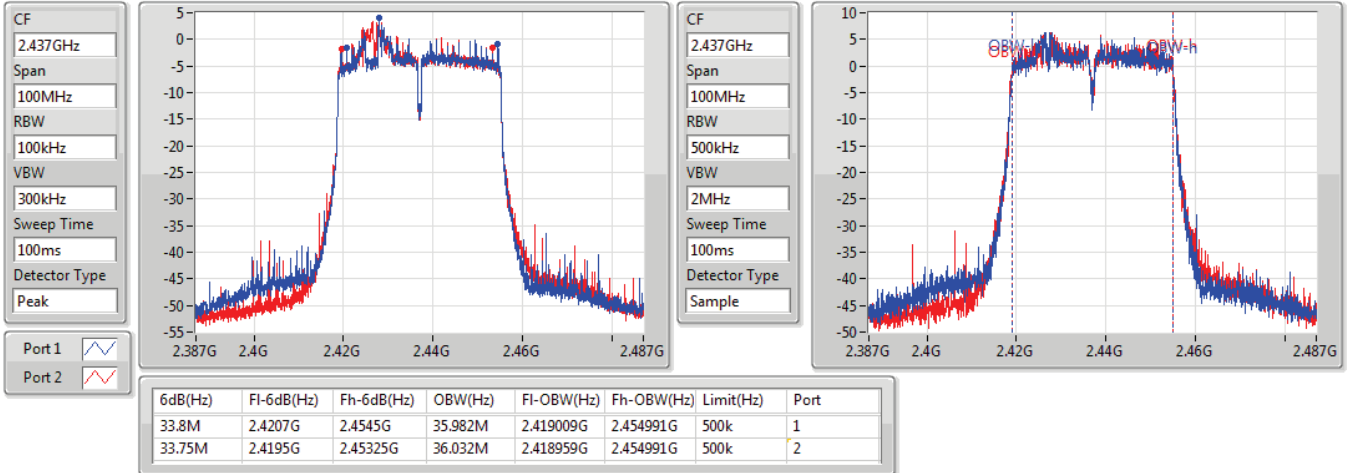 CF
2.437GHz
Span
100MHz
RBW
100kHz
VBW
300kHz
Sweep Time
100ms
Detector Type
Peak
Port 1
Port 2
5
0
-5
-10
-15
-20
-25
-30
-35
-40
-45
-50
-55
2.387G 2.4G 2.42G 2.44G 2.46G 2.487G
CF
2.437GHz
Span
100MHz
RBW
500kHz
VBW
2MHz
Sweep Time
100ms
Detector Type
Sample
10
5
0
-5
-10
-15
-20
-25
-30
-35
-40
-45
-50
OBW-h
2.387G 2.4G 2.42G 2.44G 2.46G 2.487G
6dB(Hz) Fl-6dB(Hz) Fh-6dB(Hz) OBW(Hz) Fl-OBW(Hz) Fh-OBW(Hz) Limit(Hz) Port
33.8M 2.4207G 2.4545G 35.982M 2.419009G 2.454991G 500k 1
33.75M 2.4195G 2.45325G 36.032M 2.418959G 2.454991G 500k 2